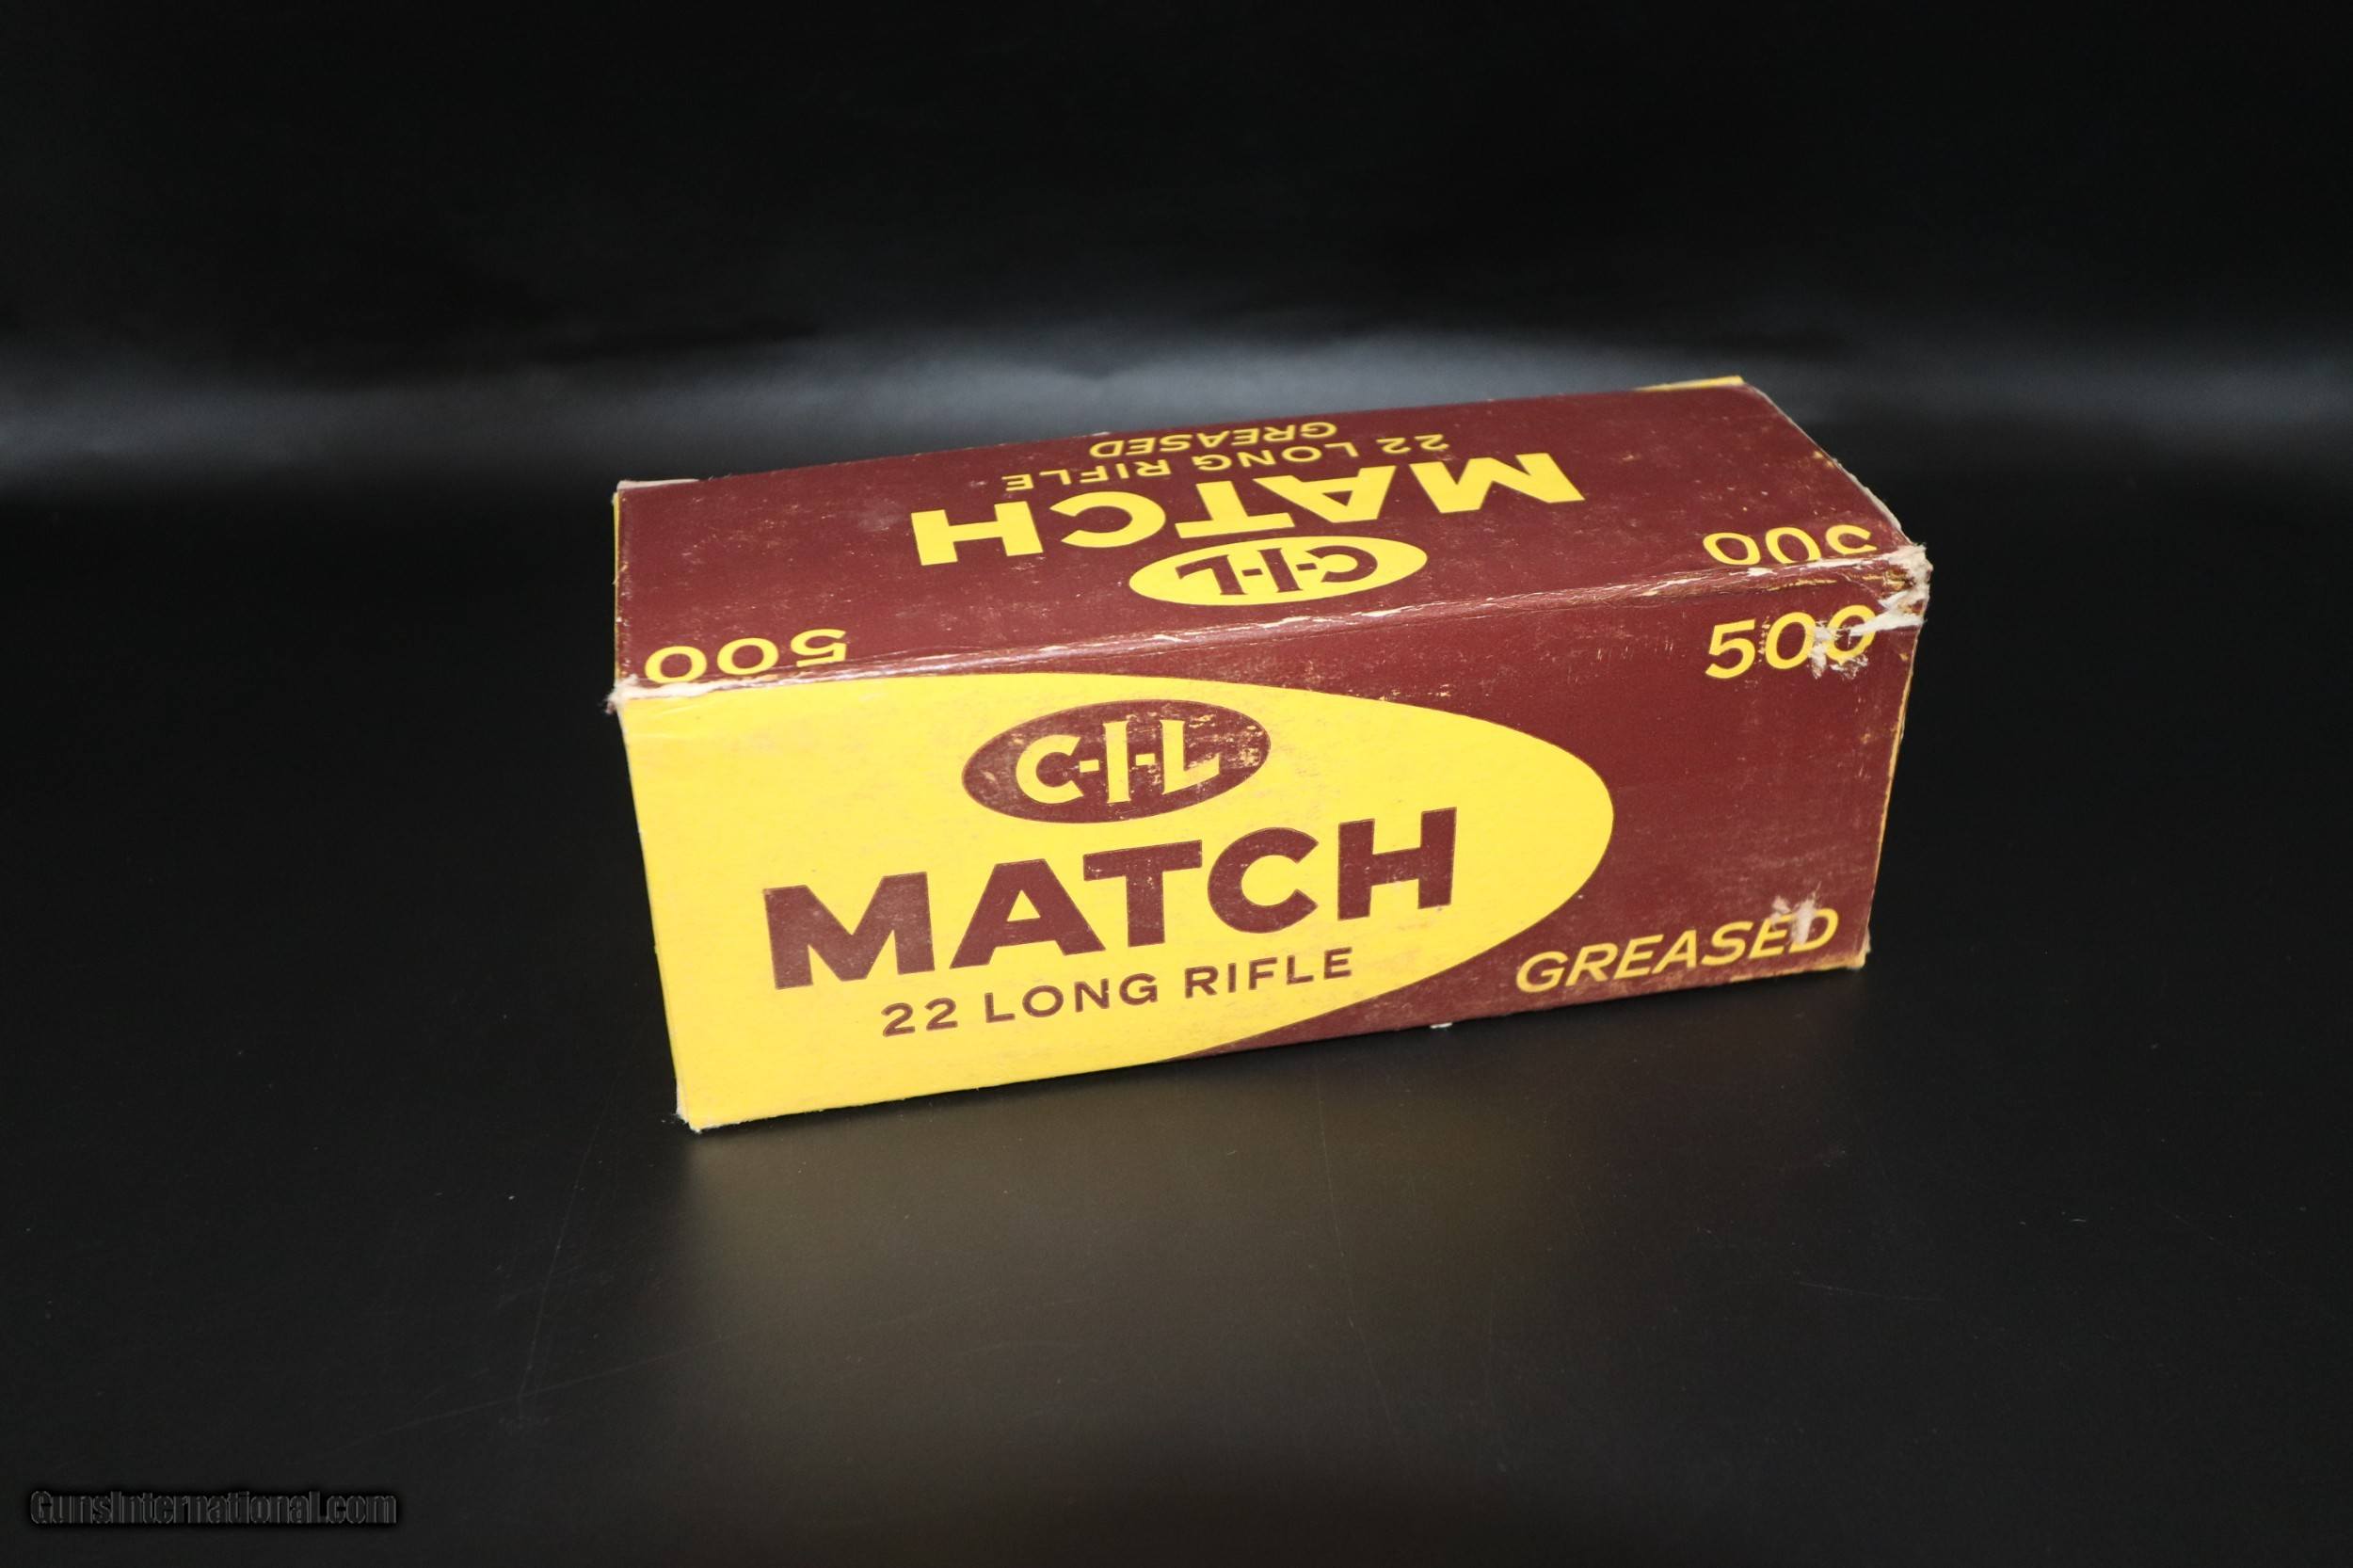 GREASED
22 LONG RIFLE
MATCH
C-I-L
500
500
500
C-I-L
MATCH
22 LONG RIFLE
GREASED
GunsInternational.com